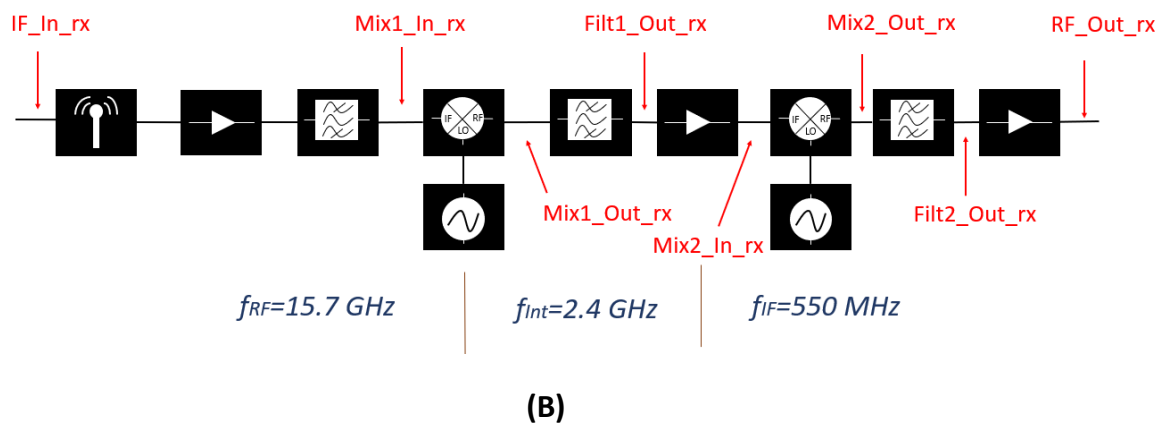 IF_In_rx
Mix1_In_rx
Filt1_Out_rx
Mix2_Out_rx
RF_Out_rx
IF
RF
LO
IF
RF
LO
Mix1_Out_rx
Mix2_In_rx
Filt2_Out_rx
fRF=15.7 GHz
fInt=2.4 GHz
fIF=550 MHz
(B)